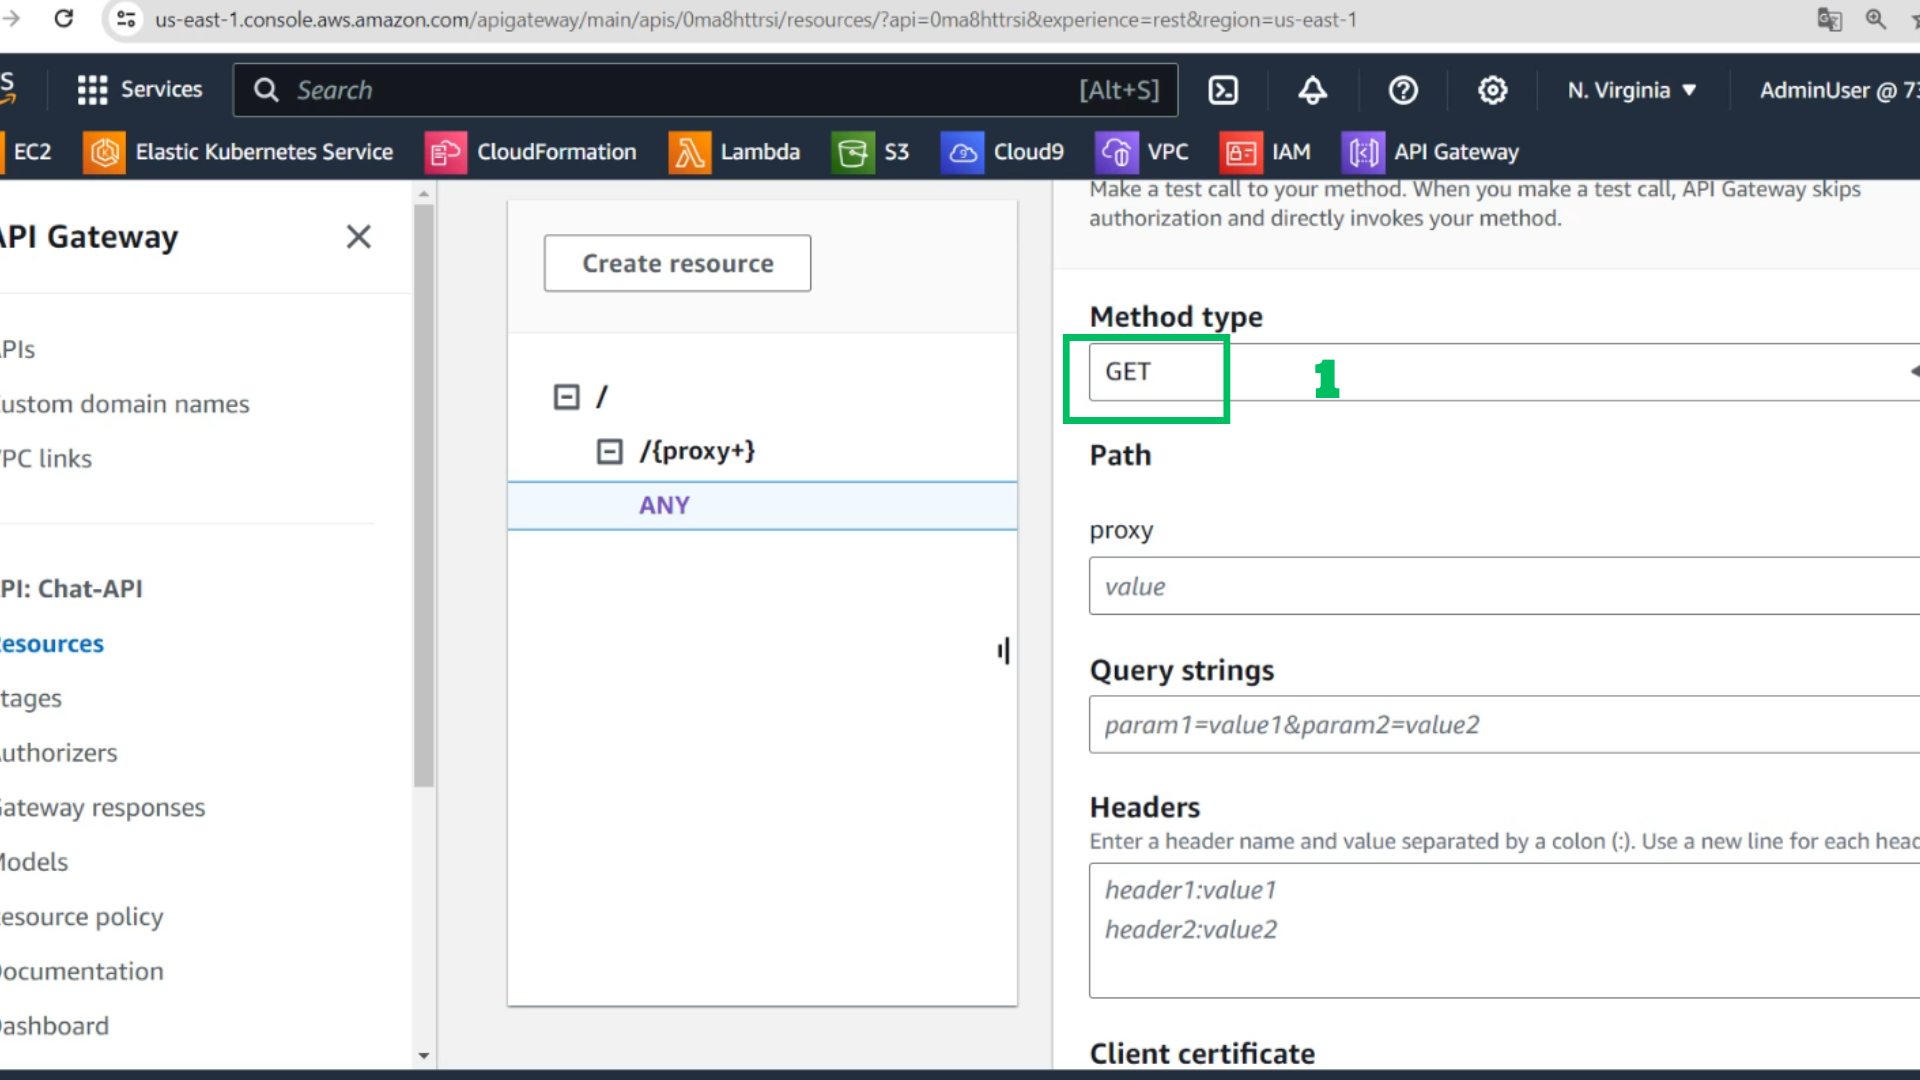 us-east-1.console.aws.amazon.com/apigateway/main/apis/0ma8httrsi/resources/?api=0ma8httrsi&experience=rest&region=us-east-1
Services
Search
[Alt+S]
N. Virginia ▼
AdminUser @ 73
EC2
Elastic Kubernetes Service
CloudFormation
Lambda
S3
Cloud9
VPC
IAM
API Gateway
API Gateway
PIs
ustom domain names
PC links
PI: Chat-API
esources
tages
uthorizers
ateway responses
Models
esource policy
ocumentation
ashboard
Create resource
/
/{proxy+}
ANY
Make a test call to your method. When you make a test call, API Gateway skips
authorization and directly invokes your method.
Method type
GET
1
Path
proxy
value
Query strings
param1=value1&param2=value2
Headers
Enter a header name and value separated by a colon (:). Use a new line for each head
header1:value1
header2:value2
Client certificate